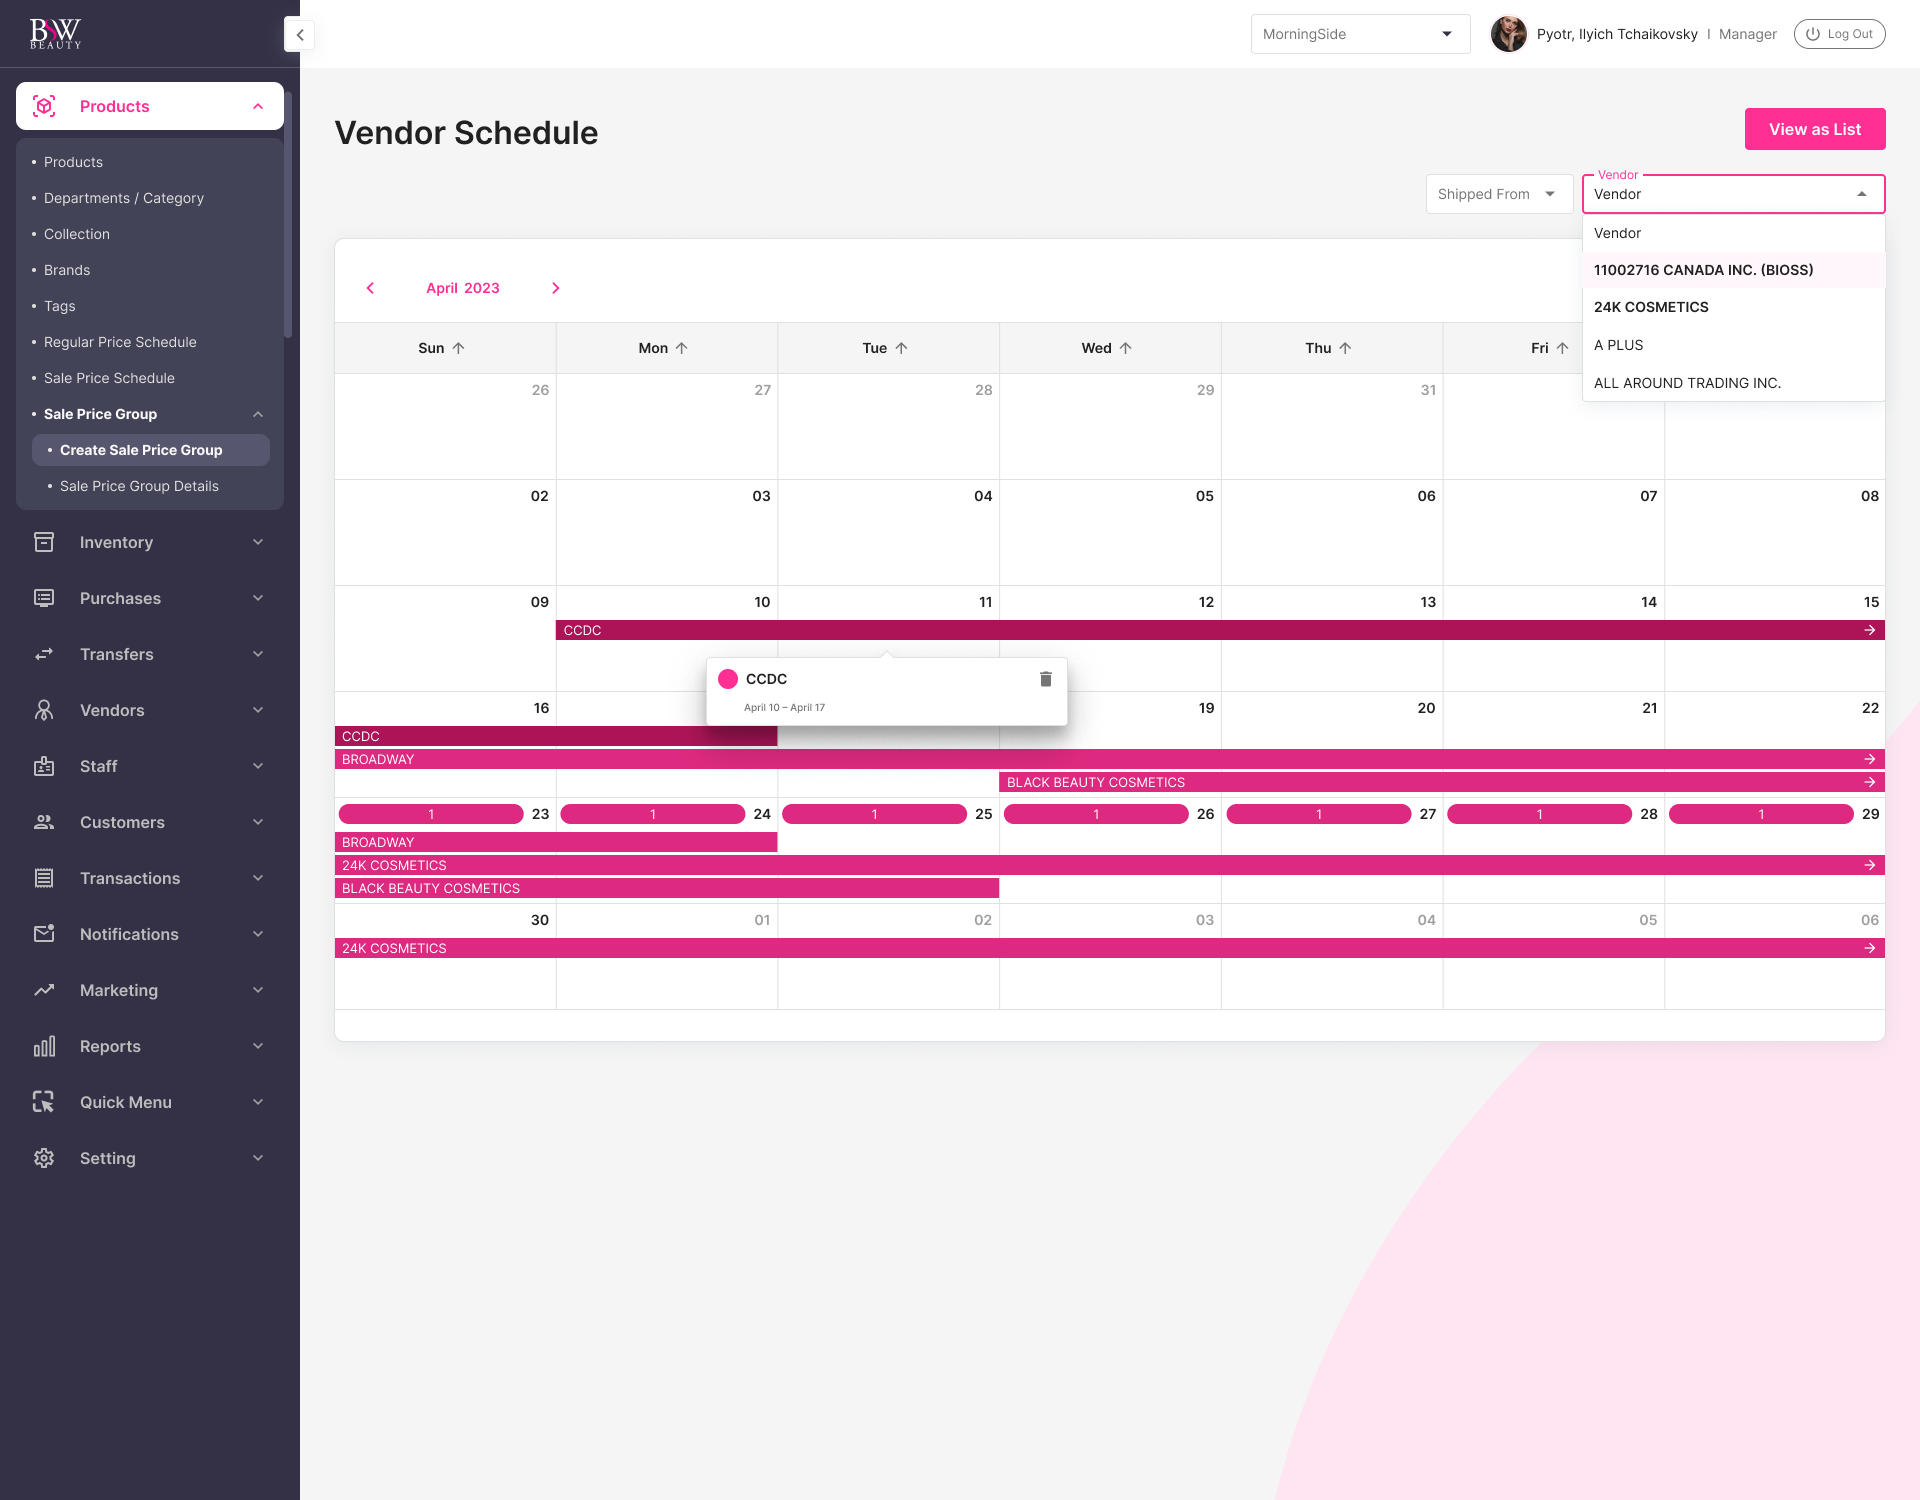 BSW
BEAUTY
MorningSide
Pyotr, Ilyich Tchaikovsky | Manager
Log Out
Products
Products
Departments / Category
Collection
Brands
Tags
Regular Price Schedule
Sale Price Schedule
Sale Price Group
Create Sale Price Group
Sale Price Group Details
Inventory
Purchases
Transfers
Vendors
Staff
Customers
Transactions
Notifications
Marketing
Reports
Quick Menu
Setting
Vendor Schedule
View as List
Shipped From
Vendor
Vendor
Vendor
11002716 CANADA INC. (BIOSS)
24K COSMETICS
A PLUS
ALL AROUND TRADING INC.
April 2023
Sun Mon Tue Wed Thu Fri
26 27 28 29 31
02 03 04 05 06 07 08
09 10 11 12 13 14 15
CCDC
CCDC
April 10 – April 17
16 19 20 21 22
CCDC
BROADWAY
BLACK BEAUTY COSMETICS
1 23 1 24 1 25 1 26 1 27 1 28 1 29
BROADWAY
24K COSMETICS
BLACK BEAUTY COSMETICS
30 01 02 03 04 05 06
24K COSMETICS